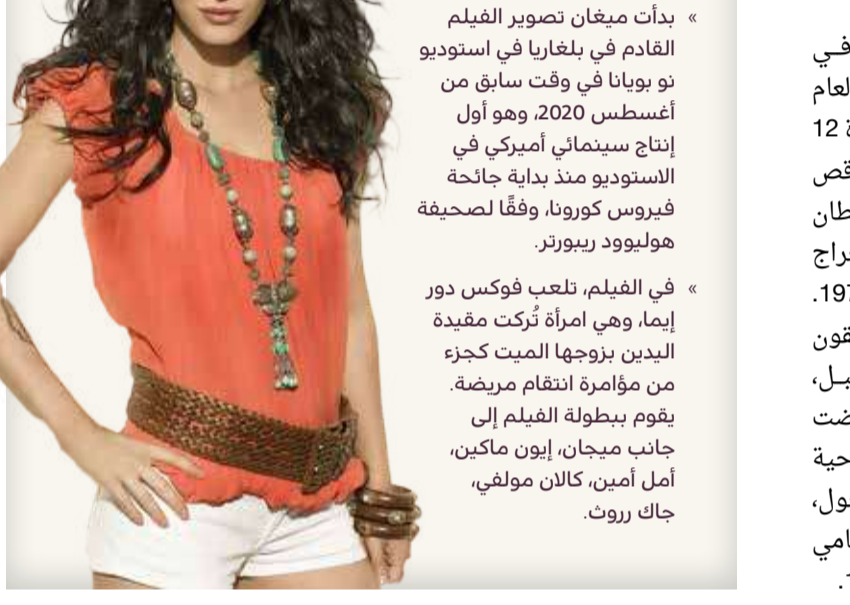 » بدأت ميغان تصوير الفيلم
القادم في بلغاريا في استوديو
نو بويانا في وقت سابق من
أغسطس 2020، وهو أول
إنتاج سينمائي أميركي في
الاستوديو منذ بداية جائحة
فيروس كورونا، وفقًا لصحيفة
هوليوود ريبورتر.
» في الفيلم، تلعب فوكس دور
إيما، وهي امرأة تُركت مقيدة
اليدين بزوجها الميت كجزء
من مؤامرة انتقام مريضة.
يقوم ببطولة الفيلم إلى
جانب ميجان، إيون ماكين،
أمل أمين، كالان مولفي،
جاك رووث.
فـي
12